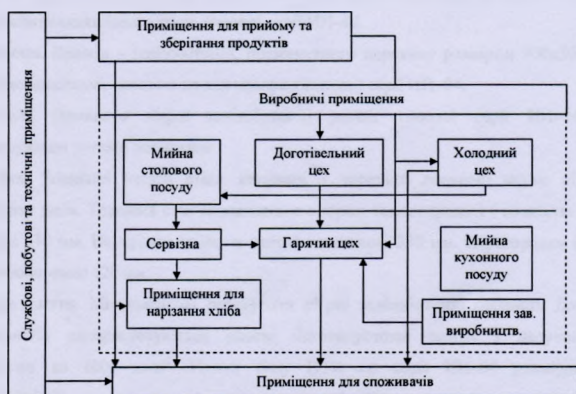 Службові, побутові та технічні приміщення
Приміщення для прийому та
зберігання продуктів
Виробничі приміщення
Мийна
столового
посуду
Доготівельний
цех
Холодний
цех
Сервізна
Гарячий цех
Мийна
кухонного
посуду
Приміщення для
нарізання хліба
Приміщення зав.
виробництв.
Приміщення для споживачів